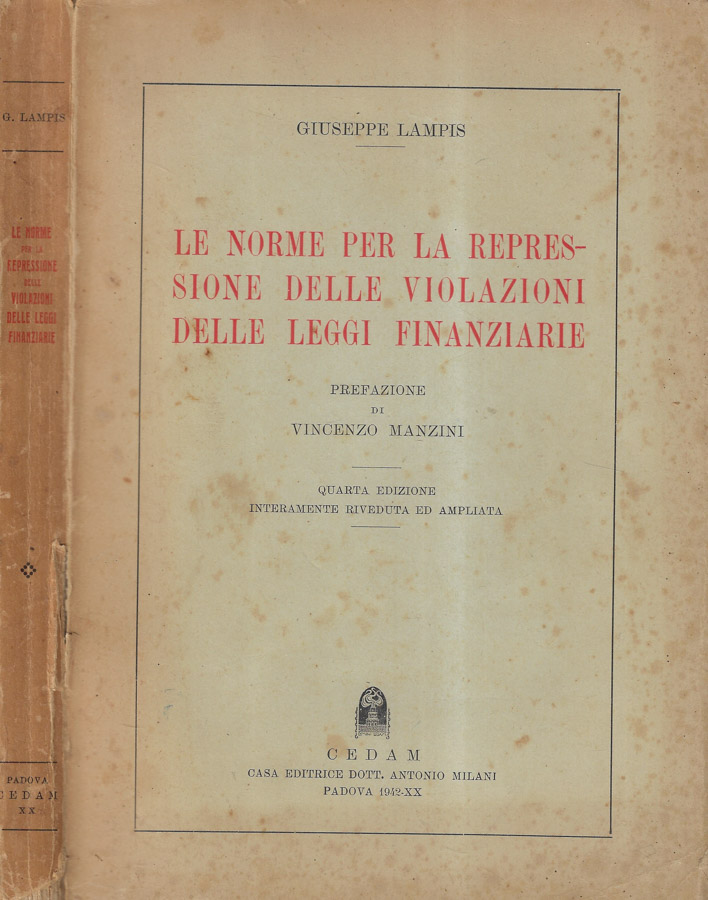 G. LAMPIS
LE NORME
PER LA
REPRESSIONE
DELLE
VIOLAZIONI
DELLE LEGGI
FINANZIARIE
PADOVA
CEDAM
XX
GIUSEPPE LAMPIS
LE NORME PER LA REPRES-
SIONE DELLE VIOLAZIONI
DELLE LEGGI FINANZIARIE
PREFAZIONE
DI
VINCENZO MANZINI
QUARTA EDIZIONE
INTERAMENTE RIVEDUTA ED AMPLIATA
CEDAM
CASA EDITRICE DOTT. ANTONIO MILANI
PADOVA 1942-XX